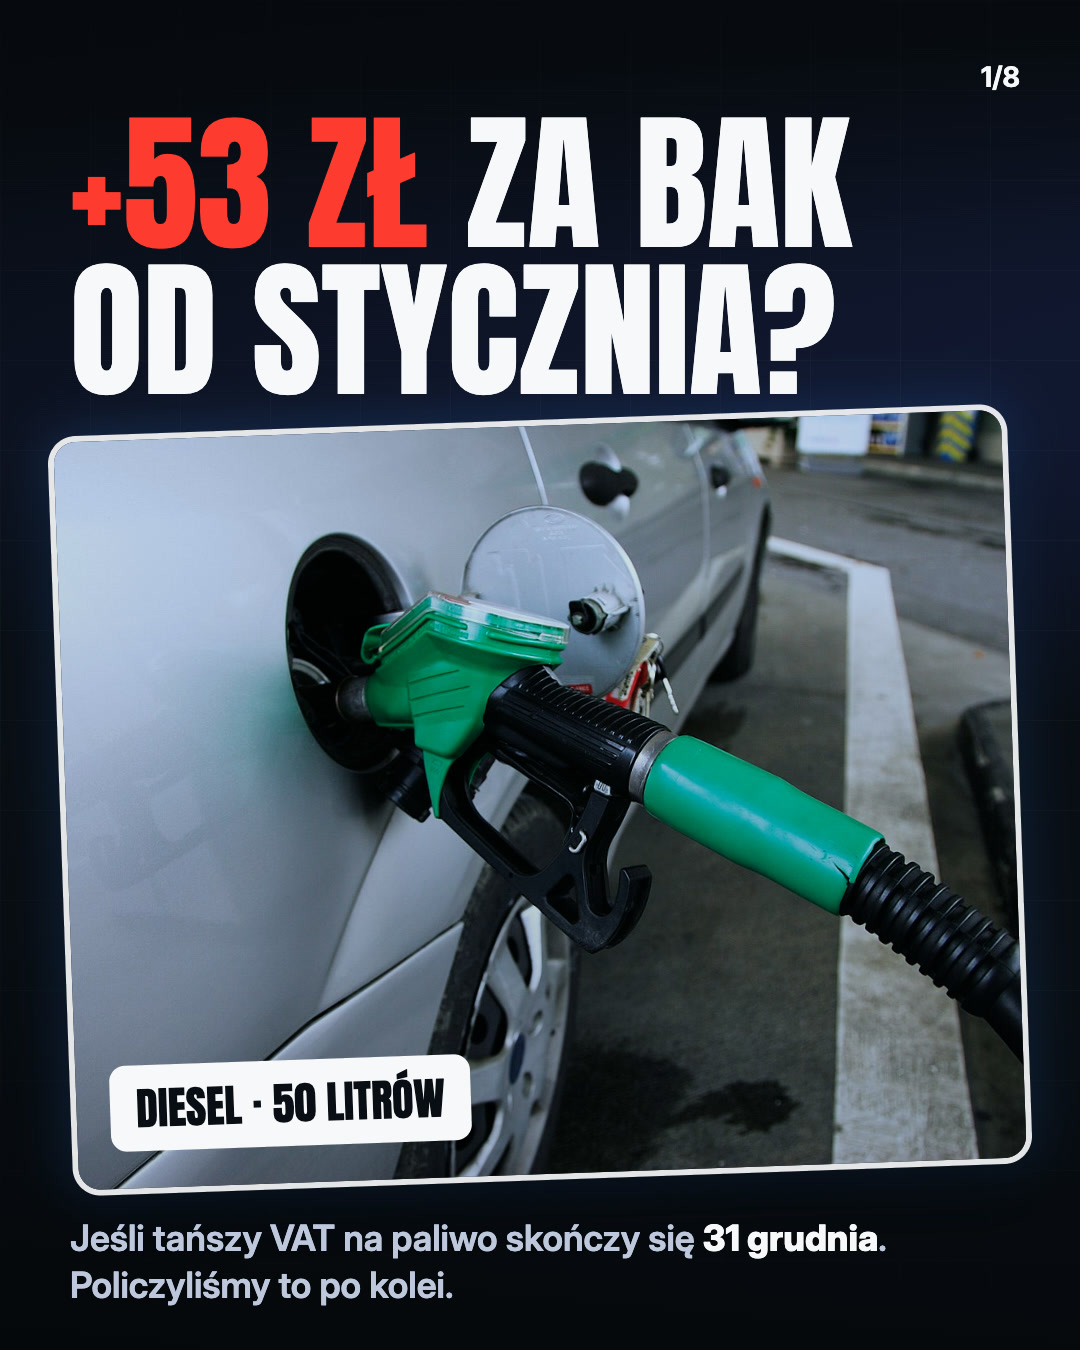 1/8
+53 ZŁ ZA BAK
OD STYCZNIA?
DIESEL · 50 LITRÓW
Jeśli tańszy VAT na paliwo skończy się 31 grudnia.
Policzyliśmy to po kolei.